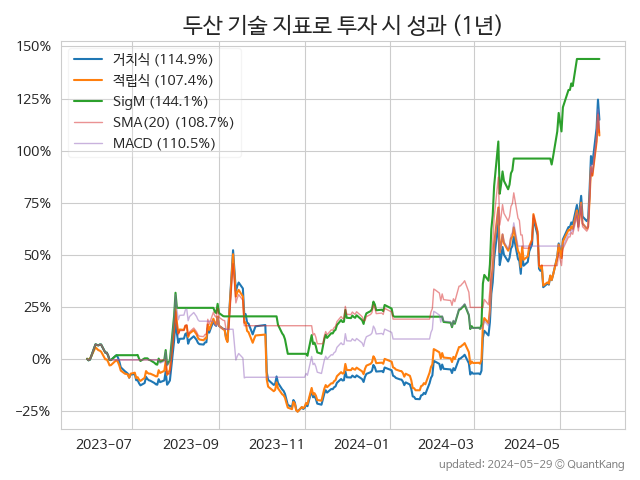 두산 기술 지표로 투자 시 성과 (1년)
150%
125%
100%
75%
50%
25%
0%
−25%
거치식 (114.9%)
적립식 (107.4%)
SigM (144.1%)
SMA(20) (108.7%)
MACD (110.5%)
2023-07
2023-09
2023-11
2024-01
2024-03
2024-05
updated: 2024-05-29 © QuantKang